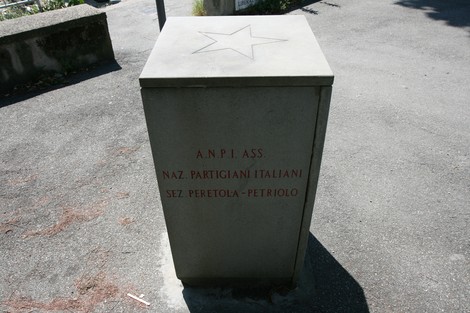 A.N.P.I. ASS.
NAZ. PARTIGIANI ITALIANI
SEZ PERETOLA - PETRIOLO